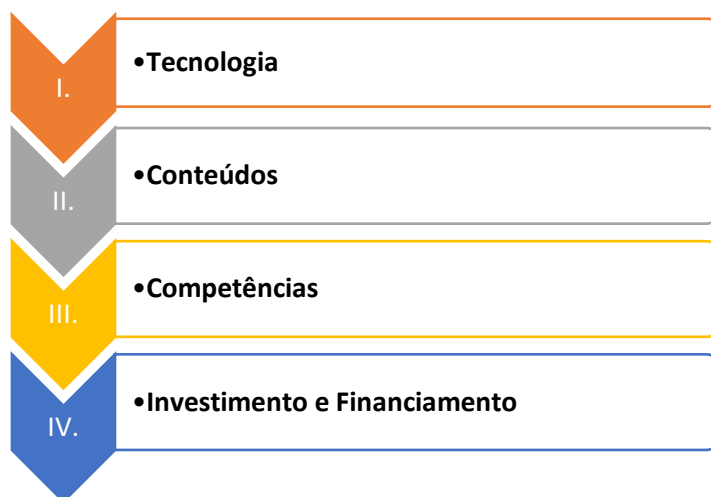 I.
•Tecnologia
II.
•Conteúdos
III.
•Competências
IV.
•Investimento e Financiamento